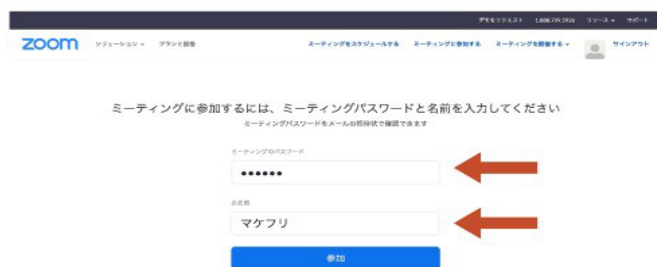 デモをリクエスト 1.888.799.5926 リソース サポート
zoom ソリューション プランと価格 ミーティングをスケジュールする ミーティングに参加する ミーティングを開催する サインアウト
ミーティングに参加するには、ミーティングパスワードと名前を入力してください
ミーティングパスワードをメールの招待状で確認できます
ミーティングのパスワード
••••••
お名前
マケフリ
参加